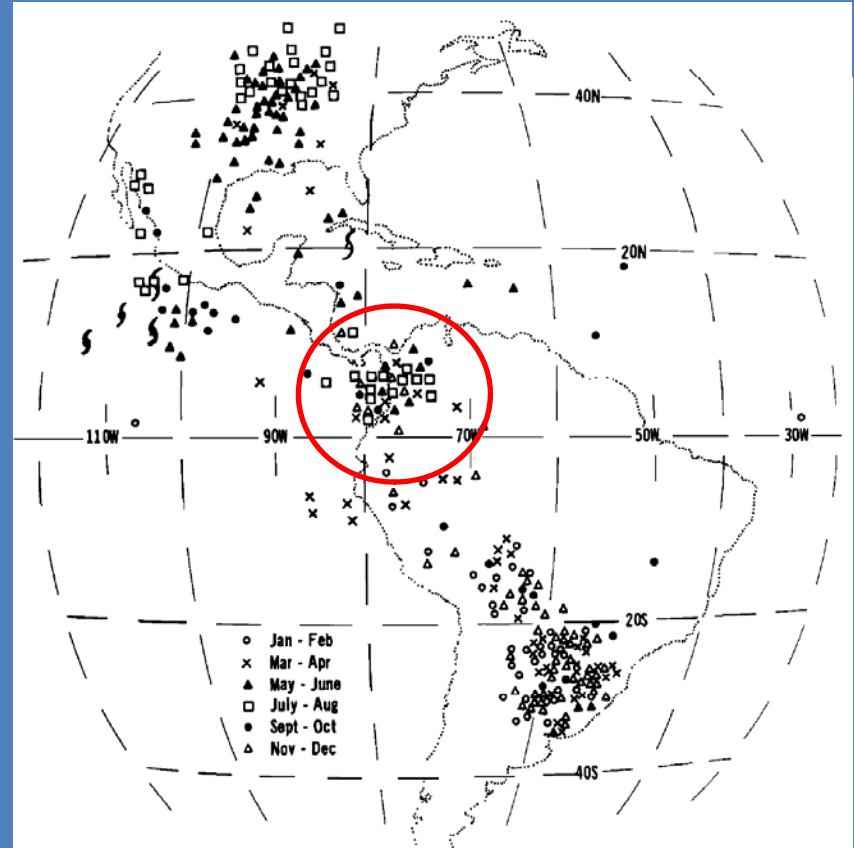 40N
20N
110W
90W
70W
50W
30W
20S
Jan - Feb
Mar - Apr
May - June
July - Aug
Sept - Oct
Nov - Dec
40S